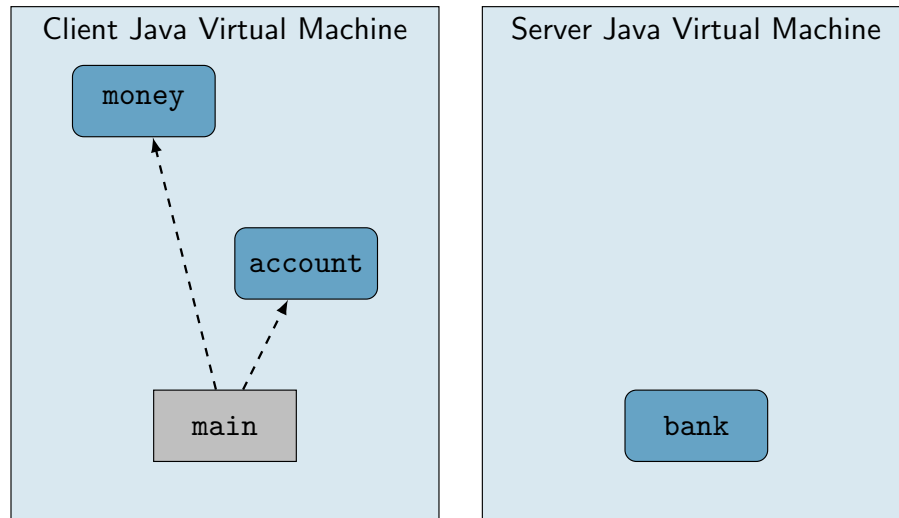 Client Java Virtual Machine
money
account
main
Server Java Virtual Machine
bank